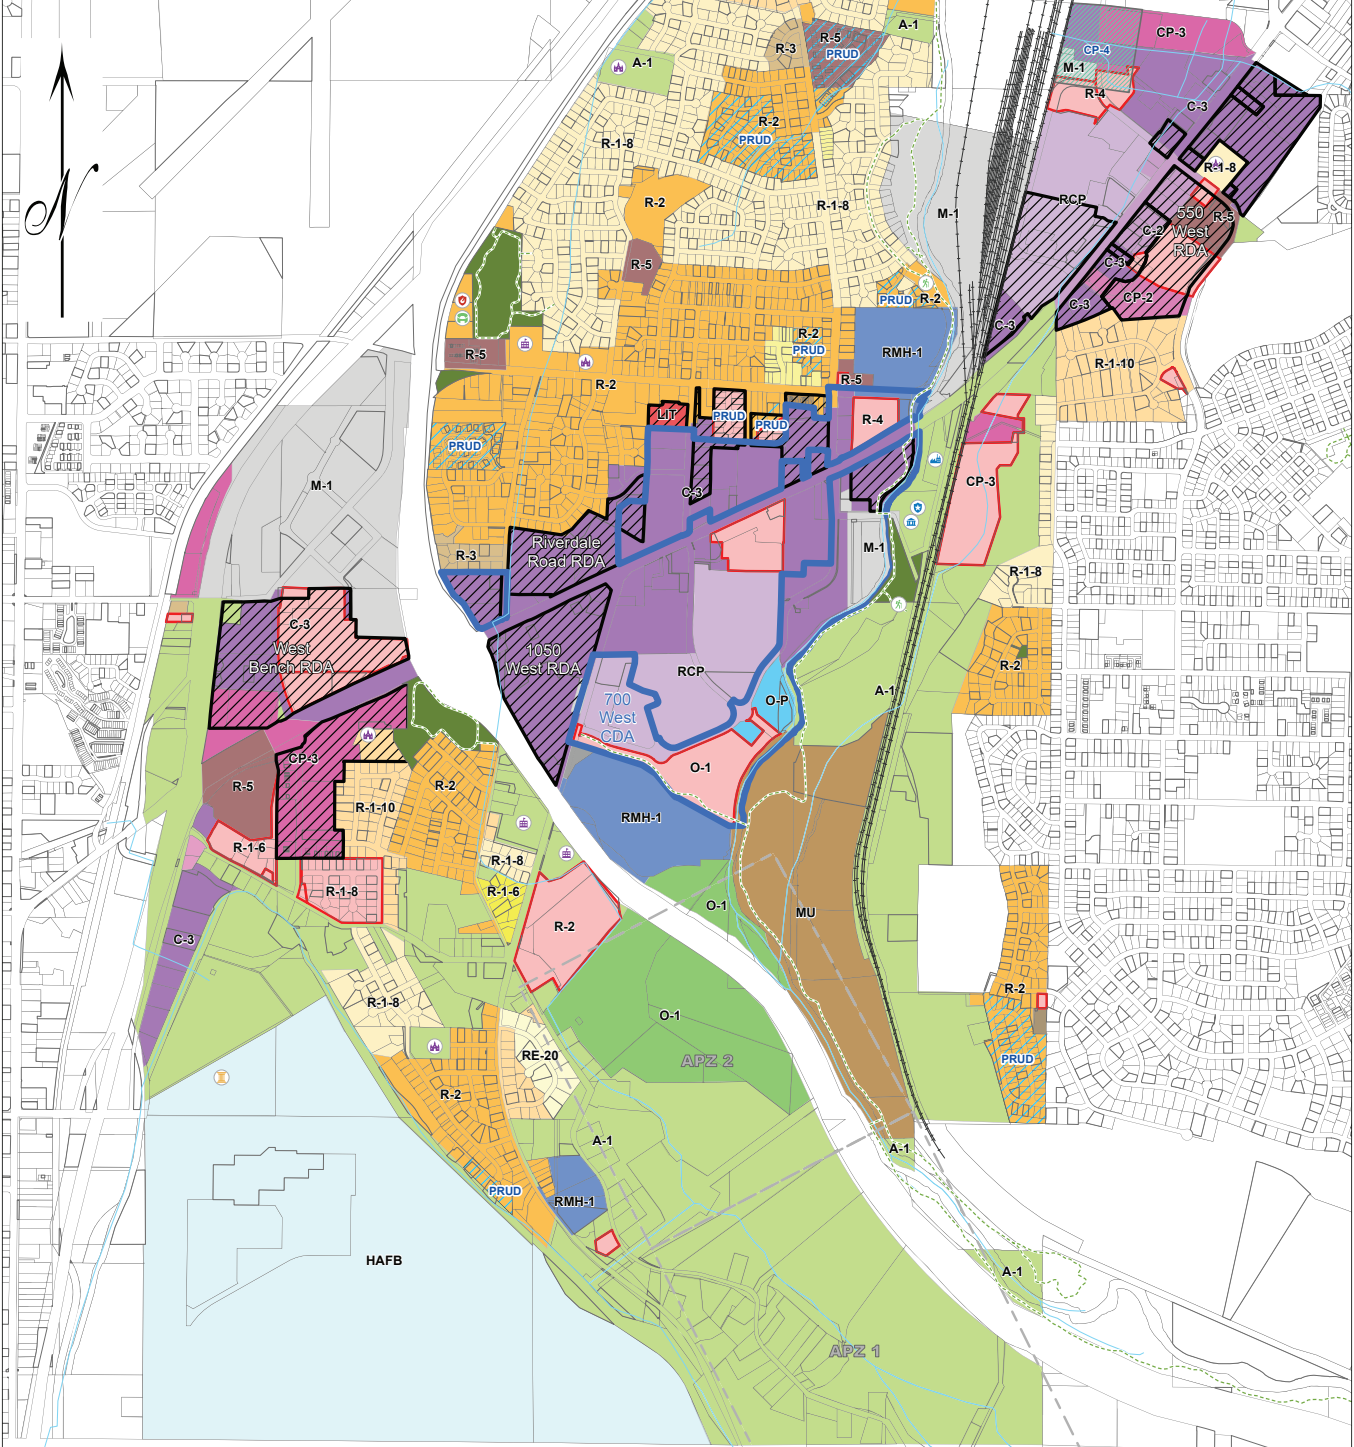 A-1
CP-3
R-5
R-3
PRUD
CP-4
A-1
M-1
R-4
C-3
R-2
PRUD
R-1-8
R-1-8
R-2
R-1-8
RCP
M-1
550
West
RDA
R-5
C-2
R-5
C-3
PRUD
R-2
CP-2
C-3
C-3
R-2
PRUD
RMH-1
R-5
R-1-10
R-2
R-5
LIT
PRUD
PRUD
R-4
PRUD
M-1
C-3
CP-3
Riverdale
Road RDA
R-3
M-1
R-1-8
C-3
West
Bench RDA
1050
West RDA
RCP
R-2
700
West
CDA
O-P
A-1
CP-3
O-1
R-5
R-2
R-1-10
RMH-1
R-1-6
R-1-8
R-1-8
R-1-6
O-1
MU
R-2
C-3
R-2
R-1-8
O-1
RE-20
APZ 2
PRUD
R-2
A-1
A-1
PRUD
RMH-1
HAFB
A-1
APZ 1